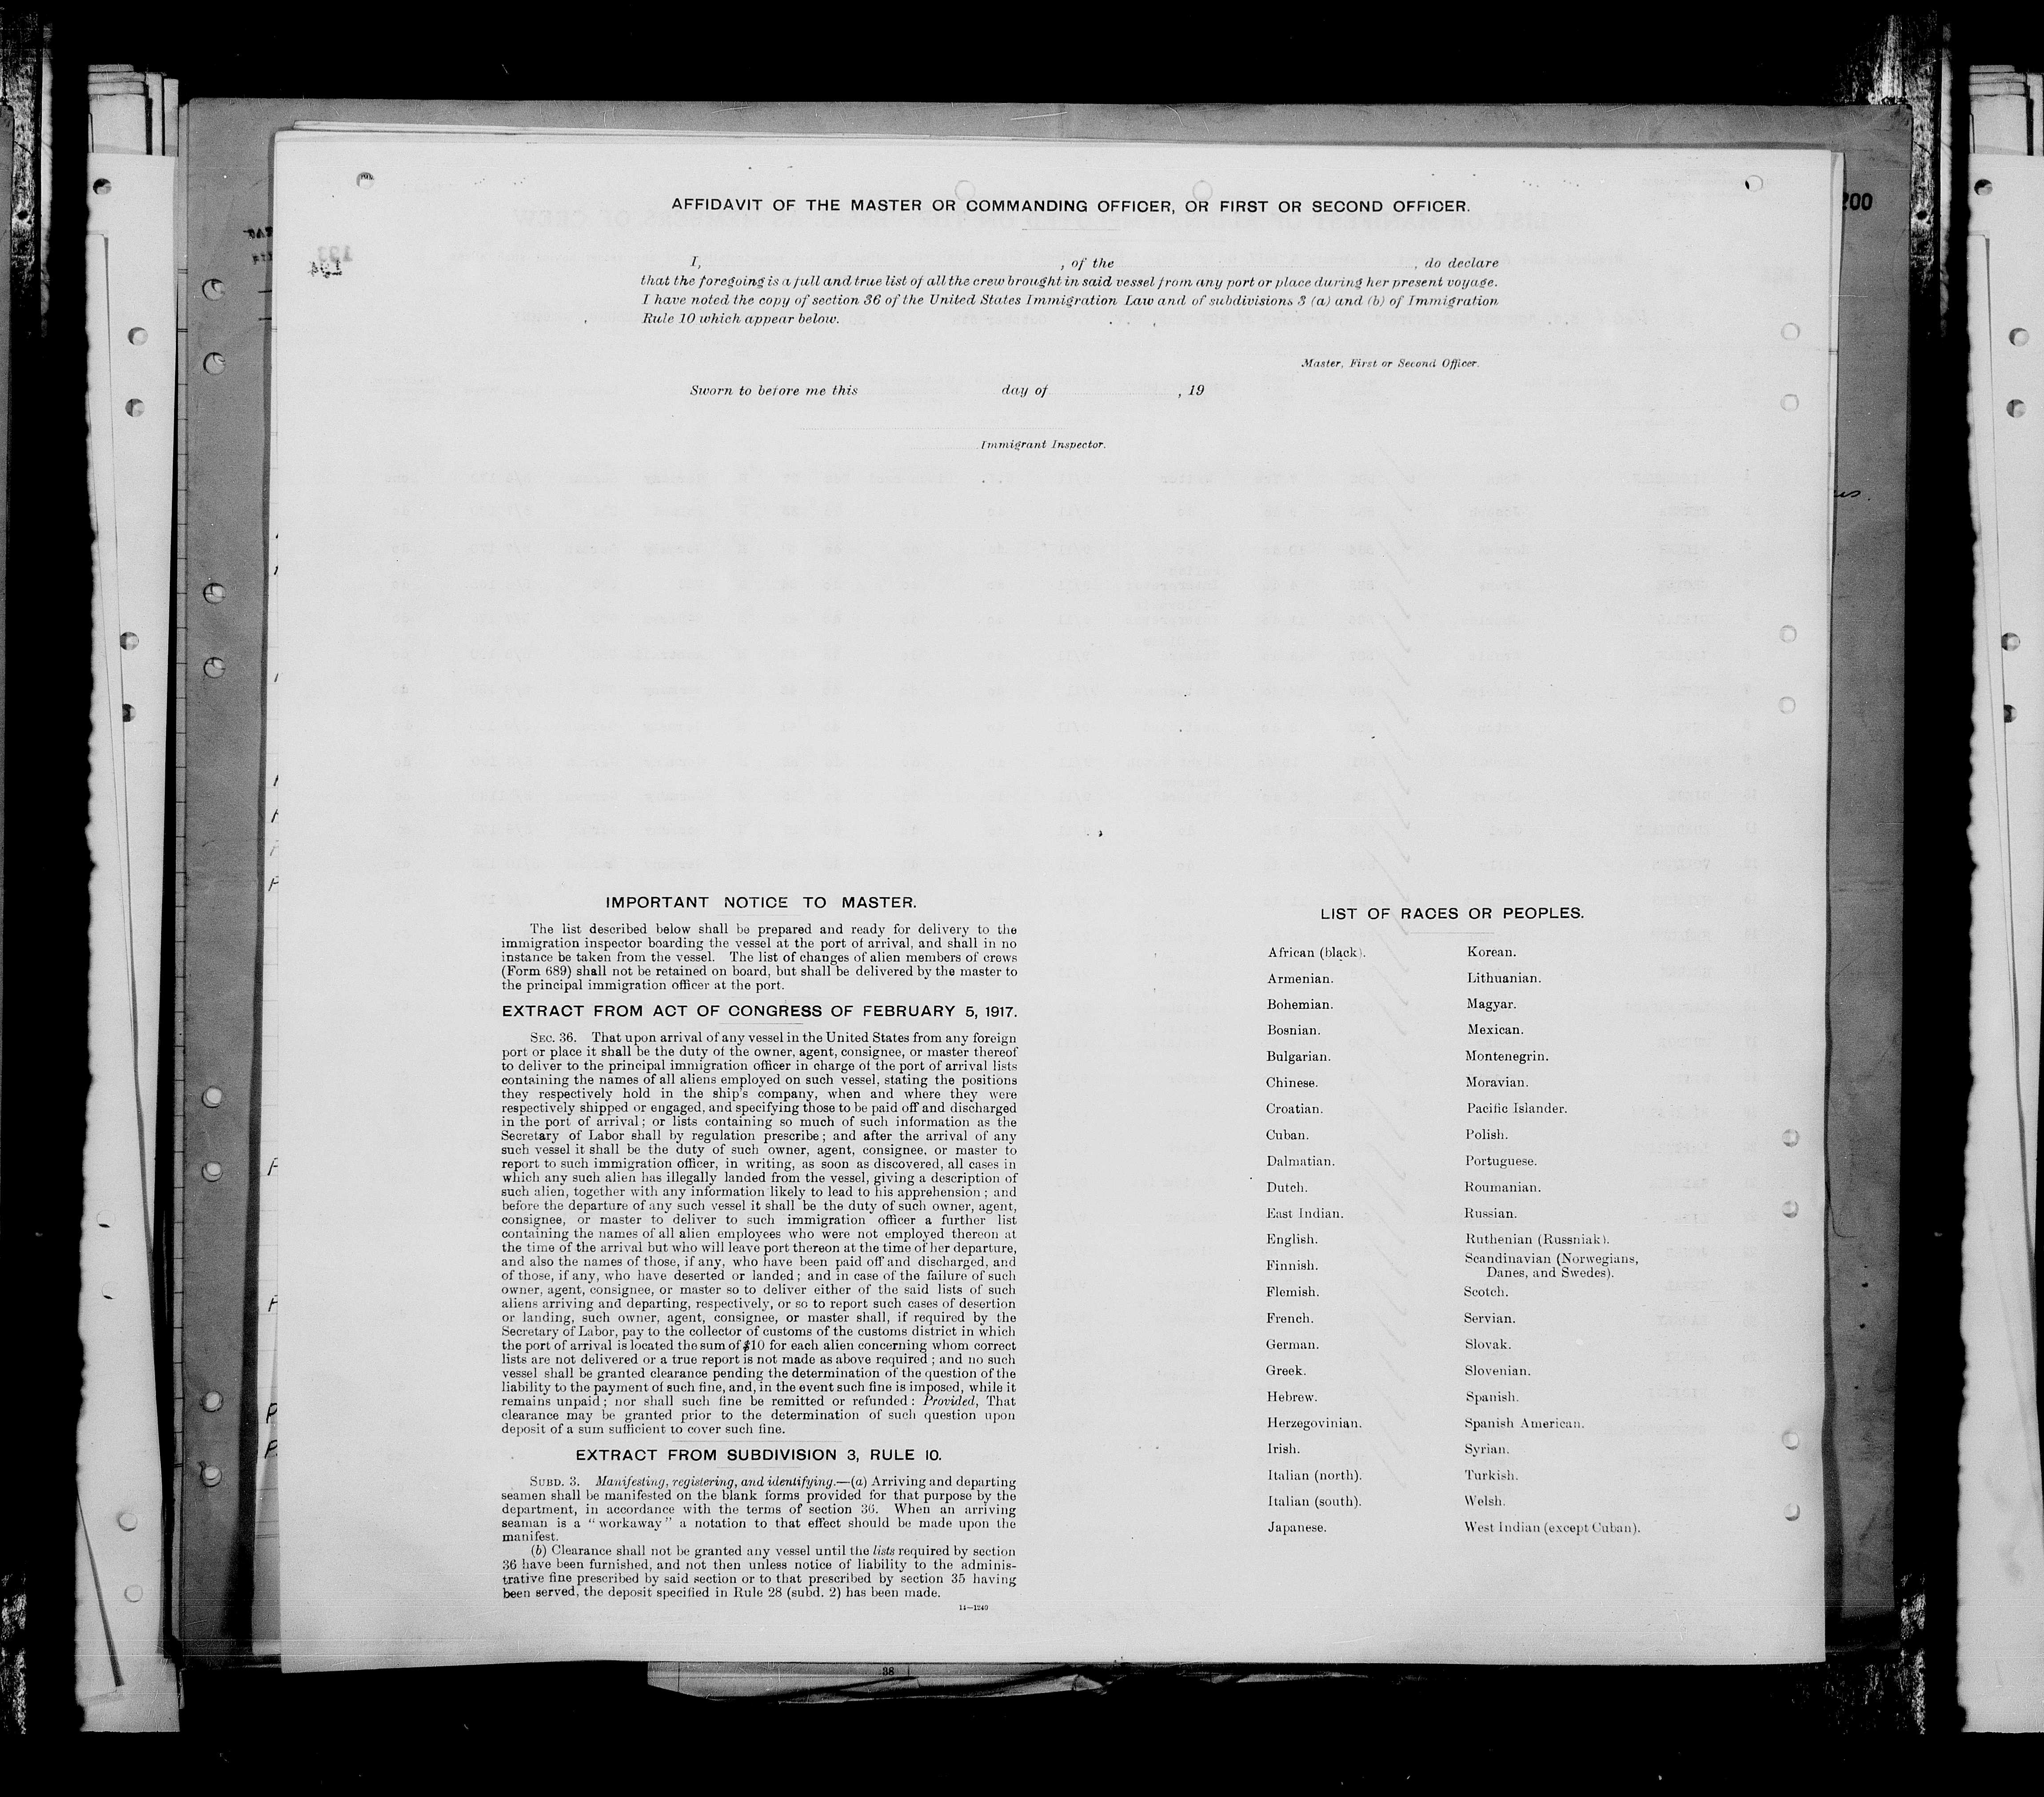 AFFIDAVIT OF THE MASTER OR COMMANDING OFFICER, OR FIRST OR SECOND OFFICER.
I, , of the , do declare
that the foregoing is a full and true list of all the crew brought in said vessel from any port or place during her present voyage.
I have noted the copy of section 36 of the United States Immigration Law and of subdivisions 3 (a) and (b) of Immigration
Rule 10 which appear below.
Master, First or Second Officer.
Sworn to before me this day of , 19
Immigrant Inspector.
IMPORTANT NOTICE TO MASTER.
The list described below shall be prepared and ready for delivery to the
immigration inspector boarding the vessel at the port of arrival, and shall in no
instance be taken from the vessel. The list of changes of alien members of crews
(Form 689) shall not be retained on board, but shall be delivered by the master to
the principal immigration officer at the port.
EXTRACT FROM ACT OF CONGRESS OF FEBRUARY 5, 1917.
SEC. 36. That upon arrival of any vessel in the United States from any foreign
port or place it shall be the duty of the owner, agent, consignee, or master thereof
to deliver to the principal immigration officer in charge of the port of arrival lists
containing the names of all aliens employed on such vessel, stating the positions
they respectively hold in the ship's company, when and where they were
respectively shipped or engaged, and specifying those to be paid off and discharged
in the port of arrival; or lists containing so much of such information as the
Secretary of Labor shall by regulation prescribe; and after the arrival of any
such vessel it shall be the duty of such owner, agent, consignee, or master to
report to such immigration officer, in writing, as soon as discovered, all cases in
which any such alien has illegally landed from the vessel, giving a description of
such alien, together with any information likely to lead to his apprehension; and
before the departure of any such vessel it shall be the duty of such owner, agent,
consignee, or master to deliver to such immigration officer a further list
containing the names of all alien employees who were not employed thereon at
the time of the arrival but who will leave port thereon at the time of her departure,
and also the names of those, if any, who have been paid off and discharged, and
of those, if any, who have deserted or landed; and in case of the failure of such
owner, agent, consignee, or master so to deliver either of the said lists of such
aliens arriving and departing, respectively, or so to report such cases of desertion
or landing, such owner, agent, consignee, or master shall, if required by the
Secretary of Labor, pay to the collector of customs of the customs district in which
the port of arrival is located the sum of $10 for each alien concerning whom correct
lists are not delivered or a true report is not made as above required; and no such
vessel shall be granted clearance pending the determination of the question of the
liability to the payment of such fine, and, in the event such fine is imposed, while it
remains unpaid; nor shall such fine be remitted or refunded: Provided, That
clearance may be granted prior to the determination of such question upon
deposit of a sum sufficient to cover such fine.
EXTRACT FROM SUBDIVISION 3, RULE 10.
SUBD. 3. Manifesting, registering, and identifying.—(a) Arriving and departing
seamen shall be manifested on the blank forms provided for that purpose by the
department, in accordance with the terms of section 36. When an arriving
seaman is a "workaway" a notation to that effect should be made upon the
manifest.
(b) Clearance shall not be granted any vessel until the lists required by section
36 have been furnished, and not then unless notice of liability to the adminis-
trative fine prescribed by said section or to that prescribed by section 35 having
been served, the deposit specified in Rule 28 (subd. 2) has been made.
14—1240
LIST OF RACES OR PEOPLES.
African (black).
Armenian.
Bohemian.
Bosnian.
Bulgarian.
Chinese.
Croatian.
Cuban.
Dalmatian.
Dutch.
East Indian.
English.
Finnish.
Flemish.
French.
German.
Greek.
Hebrew.
Herzegovinian.
Irish.
Italian (north).
Italian (south).
Japanese.
Korean.
Lithuanian.
Magyar.
Mexican.
Montenegrin.
Moravian.
Pacific Islander.
Polish.
Portuguese.
Roumanian.
Russian.
Ruthenian (Russniak).
Scandinavian (Norwegians,
Danes, and Swedes).
Scotch.
Servian.
Slovak.
Slovenian.
Spanish.
Spanish American.
Syrian.
Turkish.
Welsh.
West Indian (except Cuban).
200
38